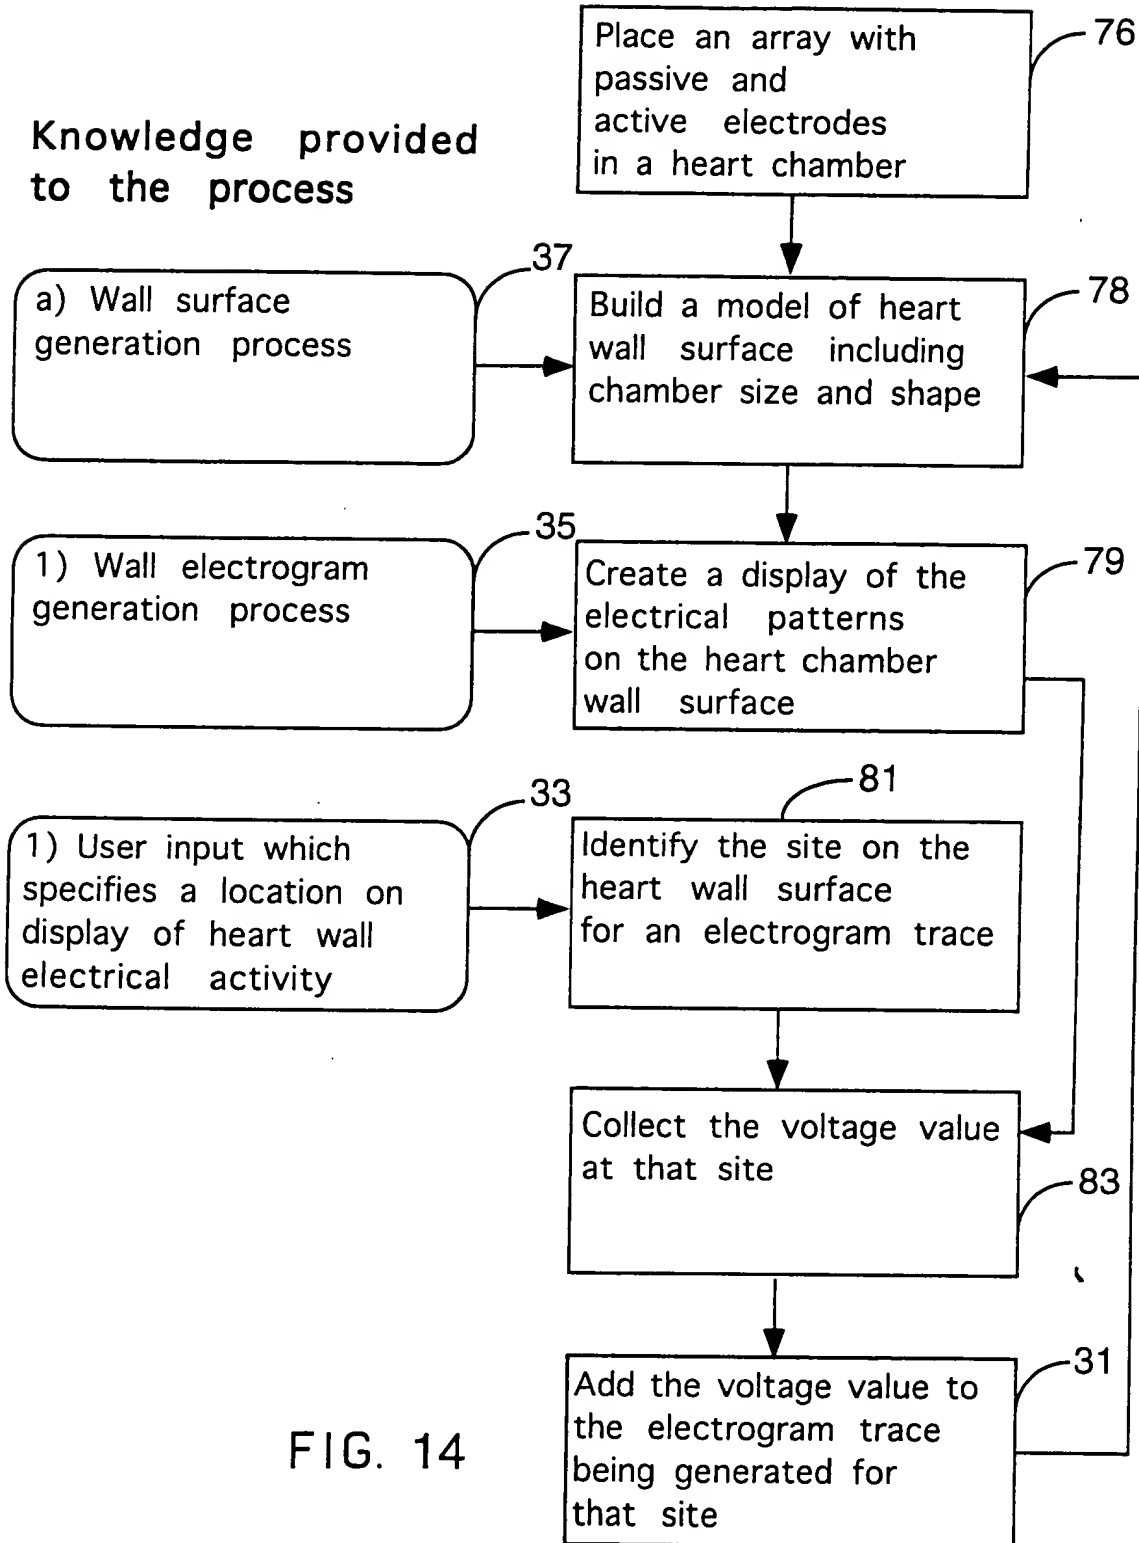 Place an array with
passive and
active electrodes
in a heart chamber
76
Knowledge provided
to the process
a) Wall surface
generation process
37
Build a model of heart
wall surface including
chamber size and shape
78
1) Wall electrogram
generation process
35
Create a display of the
electrical patterns
on the heart chamber
wall surface
79
1) User input which
specifies a location on
display of heart wall
electrical activity
33
Identify the site on the
heart wall surface
for an electrogram trace
81
Collect the voltage value
at that site
83
Add the voltage value to
the electrogram trace
being generated for
that site
31
FIG. 14